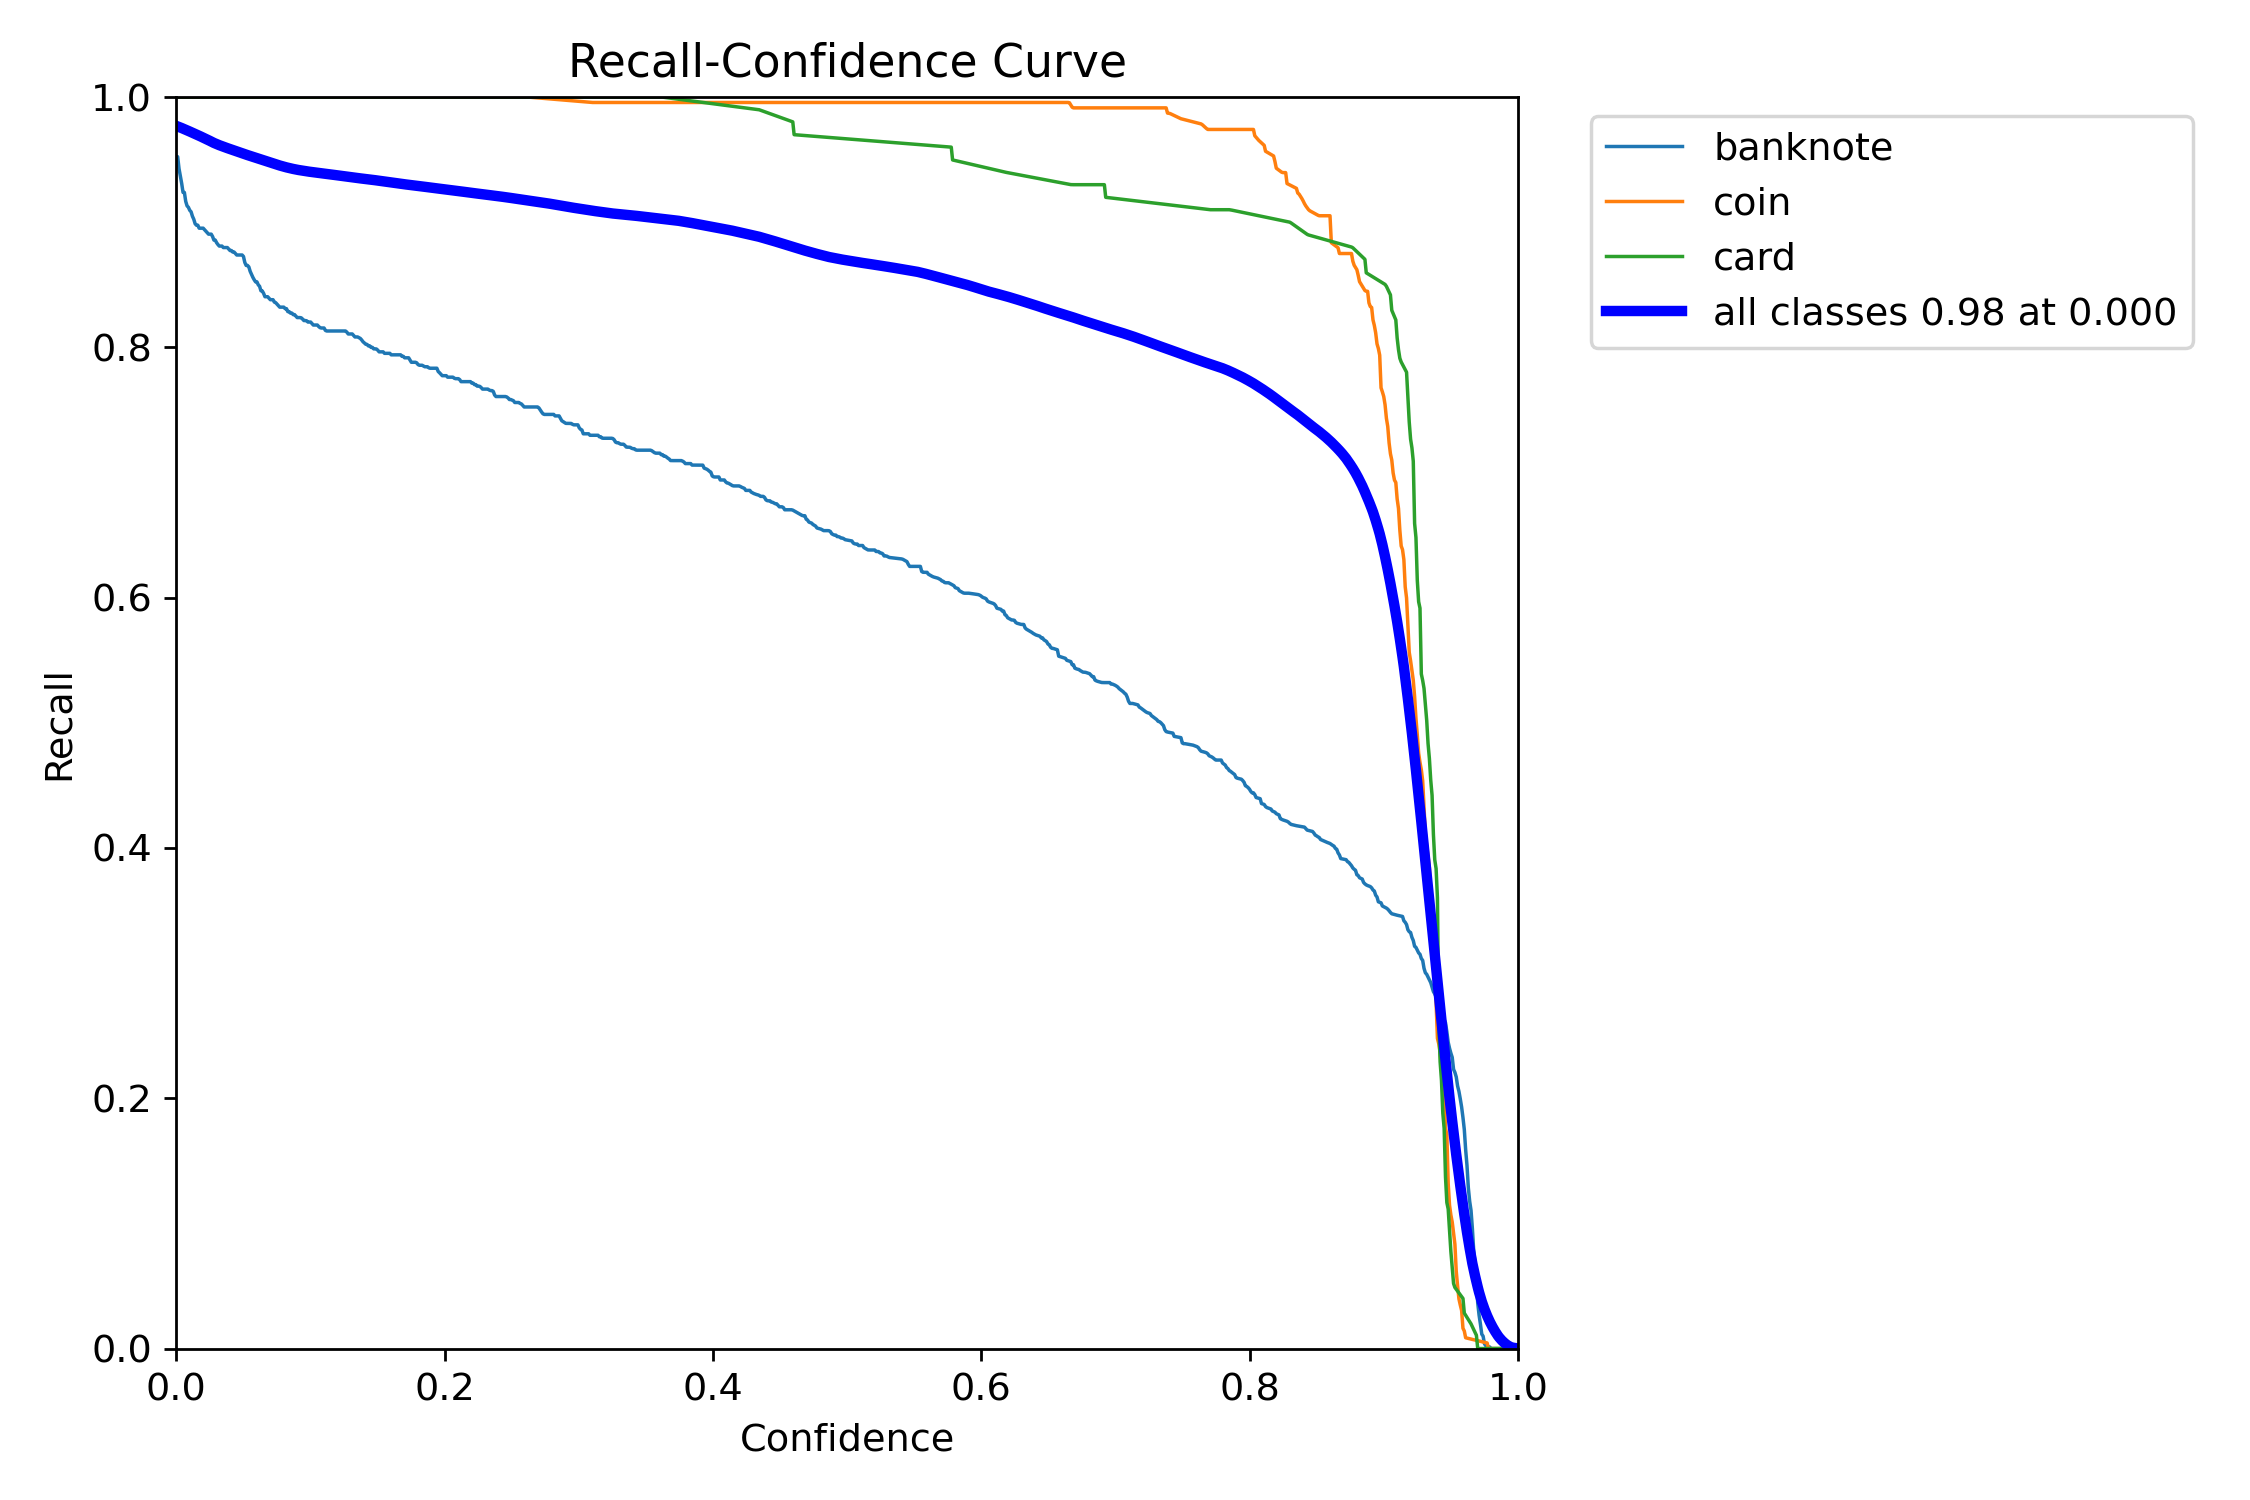 Recall-Confidence Curve
1.0
0.8
0.6
0.4
0.2
0.0
Recall
0.0 0.2 0.4 0.6 0.8 1.0
Confidence
banknote
coin
card
all classes 0.98 at 0.000